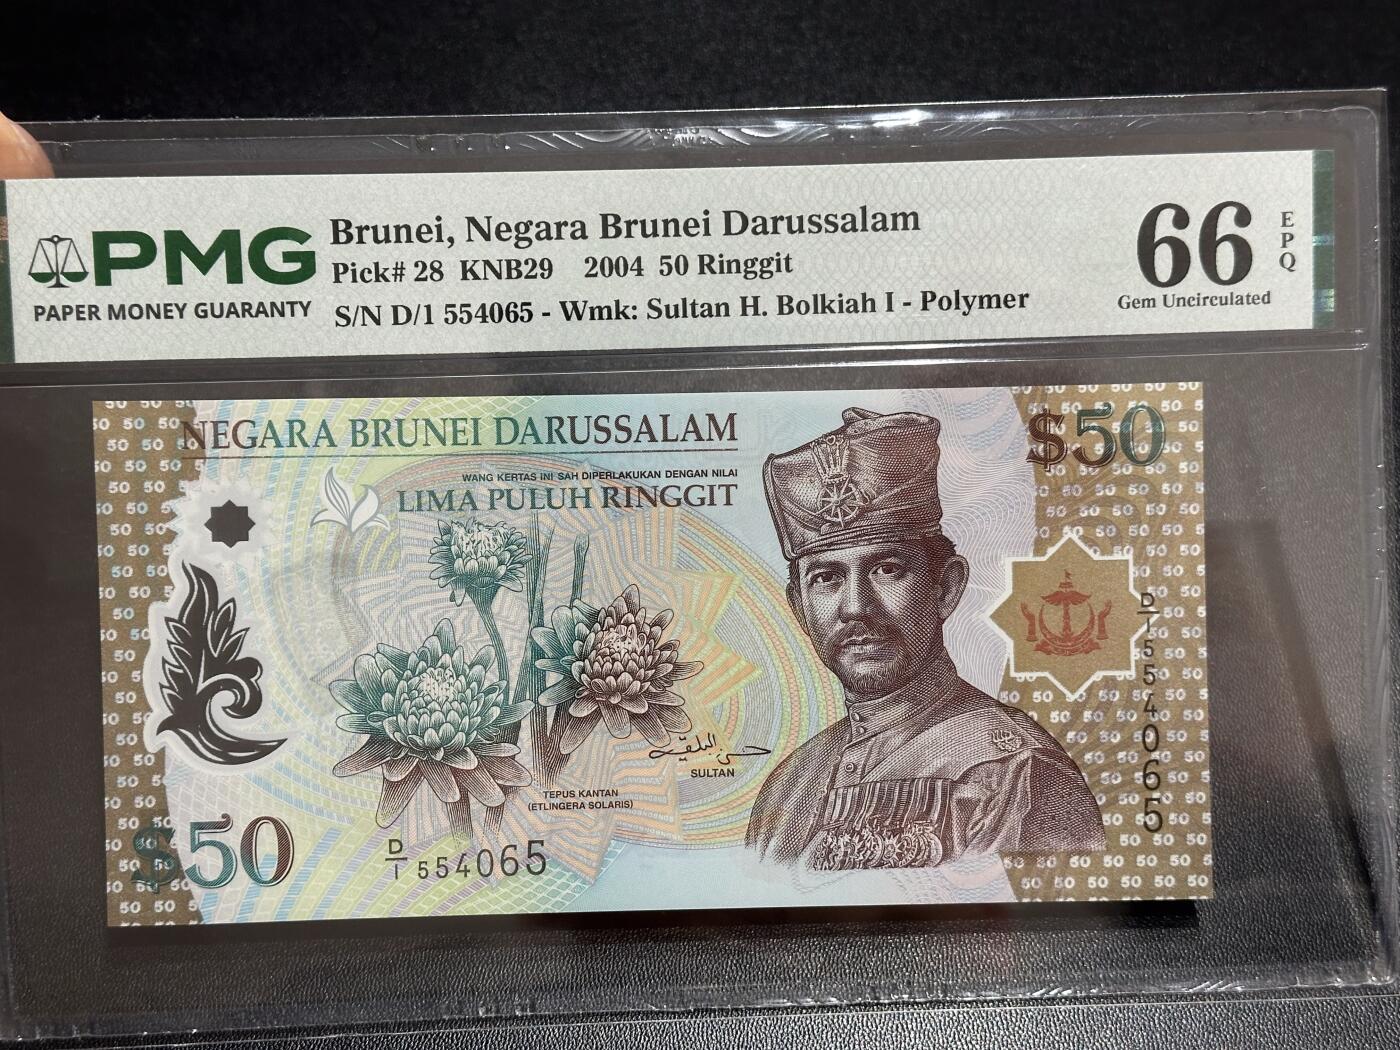 PMG
PAPER MONEY GUARANTY
Brunei, Negara Brunei Darussalam
Pick# 28 KNB29 2004 50 Ringgit
S/N D/1 554065 - Wmk: Sultan H. Bolkiah I - Polymer
66 EPQ
Gem Uncirculated
NEGARA BRUNEI DARUSSALAM
WANG KERTAS INI SAH DIPERLAKUKAN DENGAN NILAI
LIMA PULUH RINGGIT
$50
SULTAN
TEPUS KANTAN
(ETLINGERA SOLARIS)
$50
D/1 554065
D/1 554065